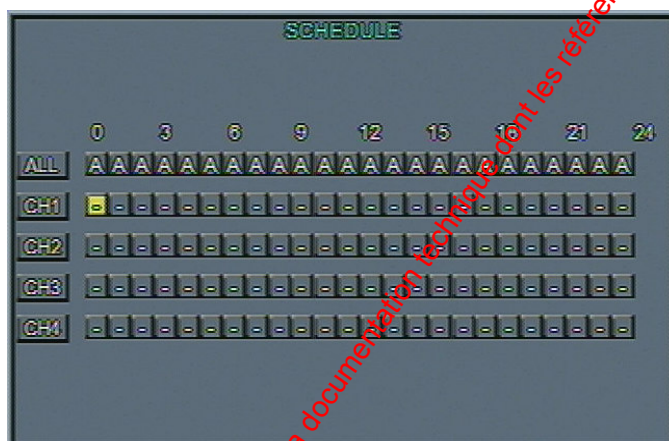 SCHEDULE
0 3 6 9 12 15 18 21 24
ALL A A A A A A A A A A A A A A A A A A A A A A A A
CH1 - - - - - - - - - - - - - - - - - - - - - - - -
CH2 - - - - - - - - - - - - - - - - - - - - - - - -
CH3 - - - - - - - - - - - - - - - - - - - - - - - -
CH4 - - - - - - - - - - - - - - - - - - - - - - - -
documentation technique dont les